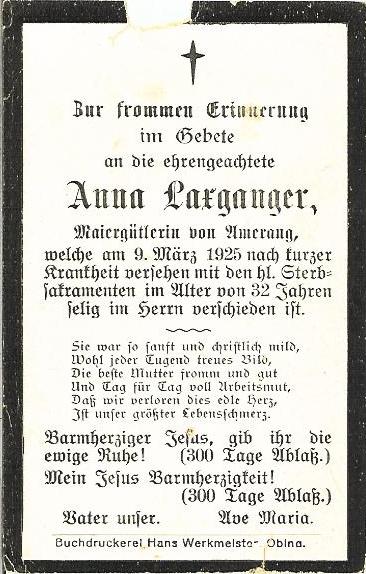 Zur frommen Erinnerung
im Gebete
an die ehrengeachtete
Anna Laxganger,
Maiergütlerin von Amerang,
welche am 9. März 1925 nach kurzer
Krankheit versehen mit den hl. Sterb-
sakramenten im Alter von 32 Jahren
selig im Herrn verschieden ist.
Sie war so sanft und christlich mild,
Wohl jeder Tugend treues Bild,
Die beste Mutter fromm und gut
Und Tag für Tag voll Arbeitsmut,
Daß wir verloren dies edle Herz,
Ist unser größter Lebensschmerz.
Barmherziger Jesus, gib ihr die
ewige Ruhe! (300 Tage Ablaß.)
Mein Jesus Barmherzigkeit!
(300 Tage Ablaß.)
Vater unser. Ave Maria.
Buchdruckerei Hans Werkmeister Obing.